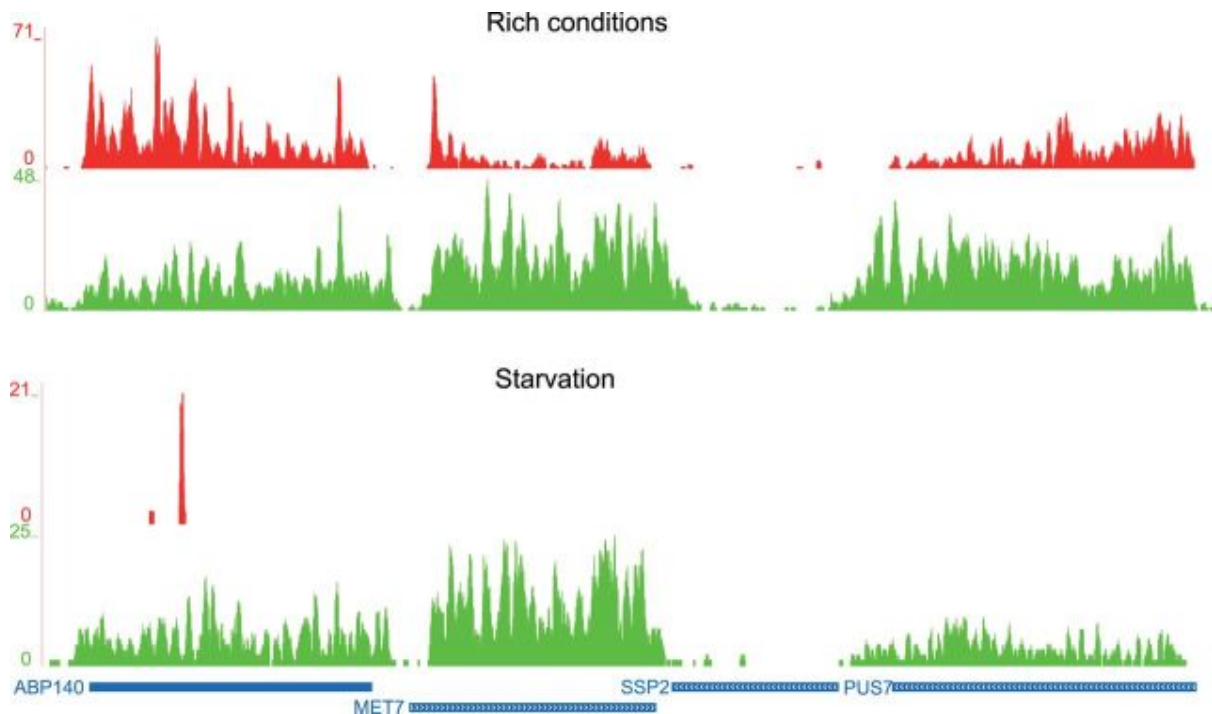 Rich conditions
71
0
48
0
Starvation
21
0
25
0
ABP140
MET7
SSP2
PUS7